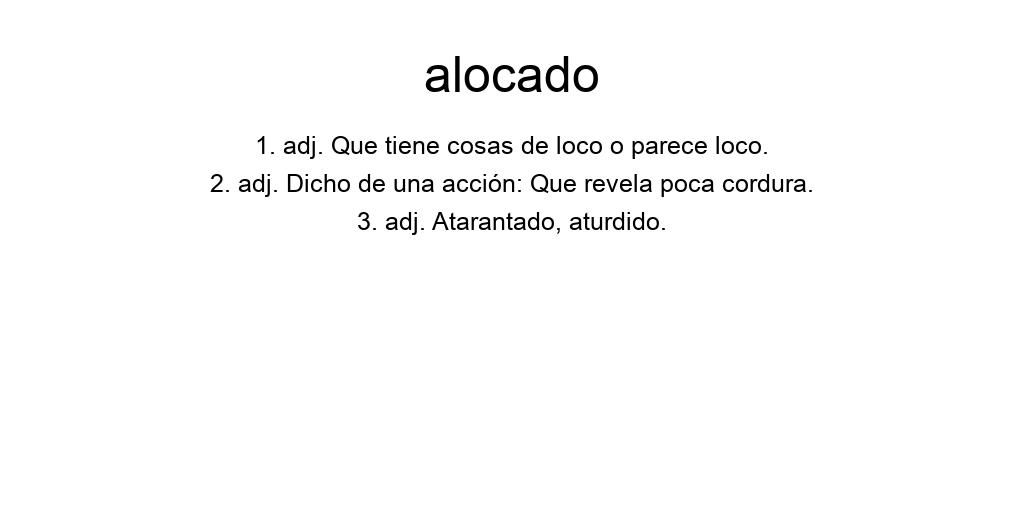 alocado
1. adj. Que tiene cosas de loco o parece loco.
2. adj. Dicho de una acción: Que revela poca cordura.
3. adj. Atarantado, aturdido.